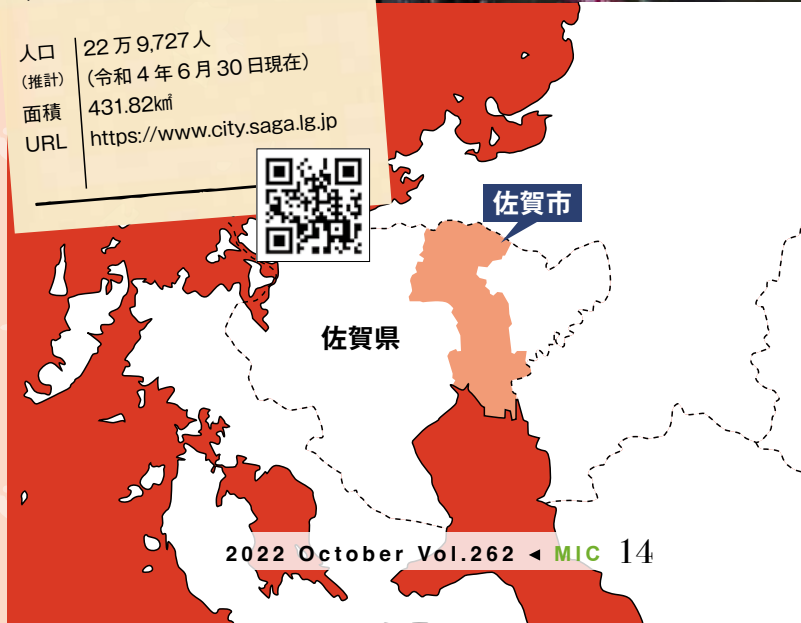 人口 22万9,727人
(推計) (令和4年6月30日現在)
面積 431.82㎢
URL https://www.city.saga.lg.jp
佐賀市
佐賀県
2022 October Vol.262 ◂ MIC 14